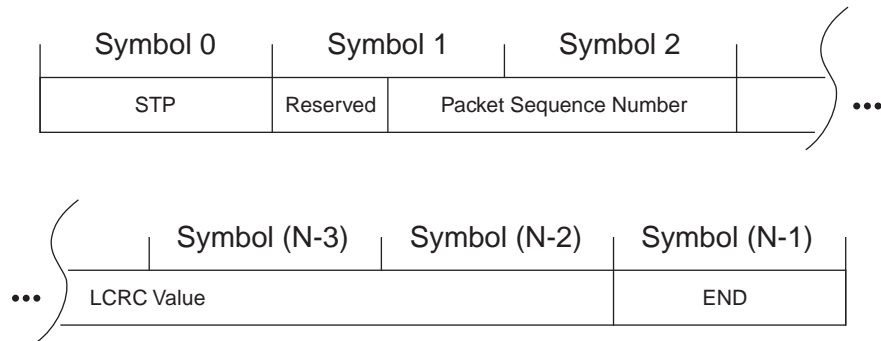 Symbol 0 Symbol 1 Symbol 2
STP Reserved Packet Sequence Number
•••
Symbol (N-3) Symbol (N-2) Symbol (N-1)
••• LCRC Value END